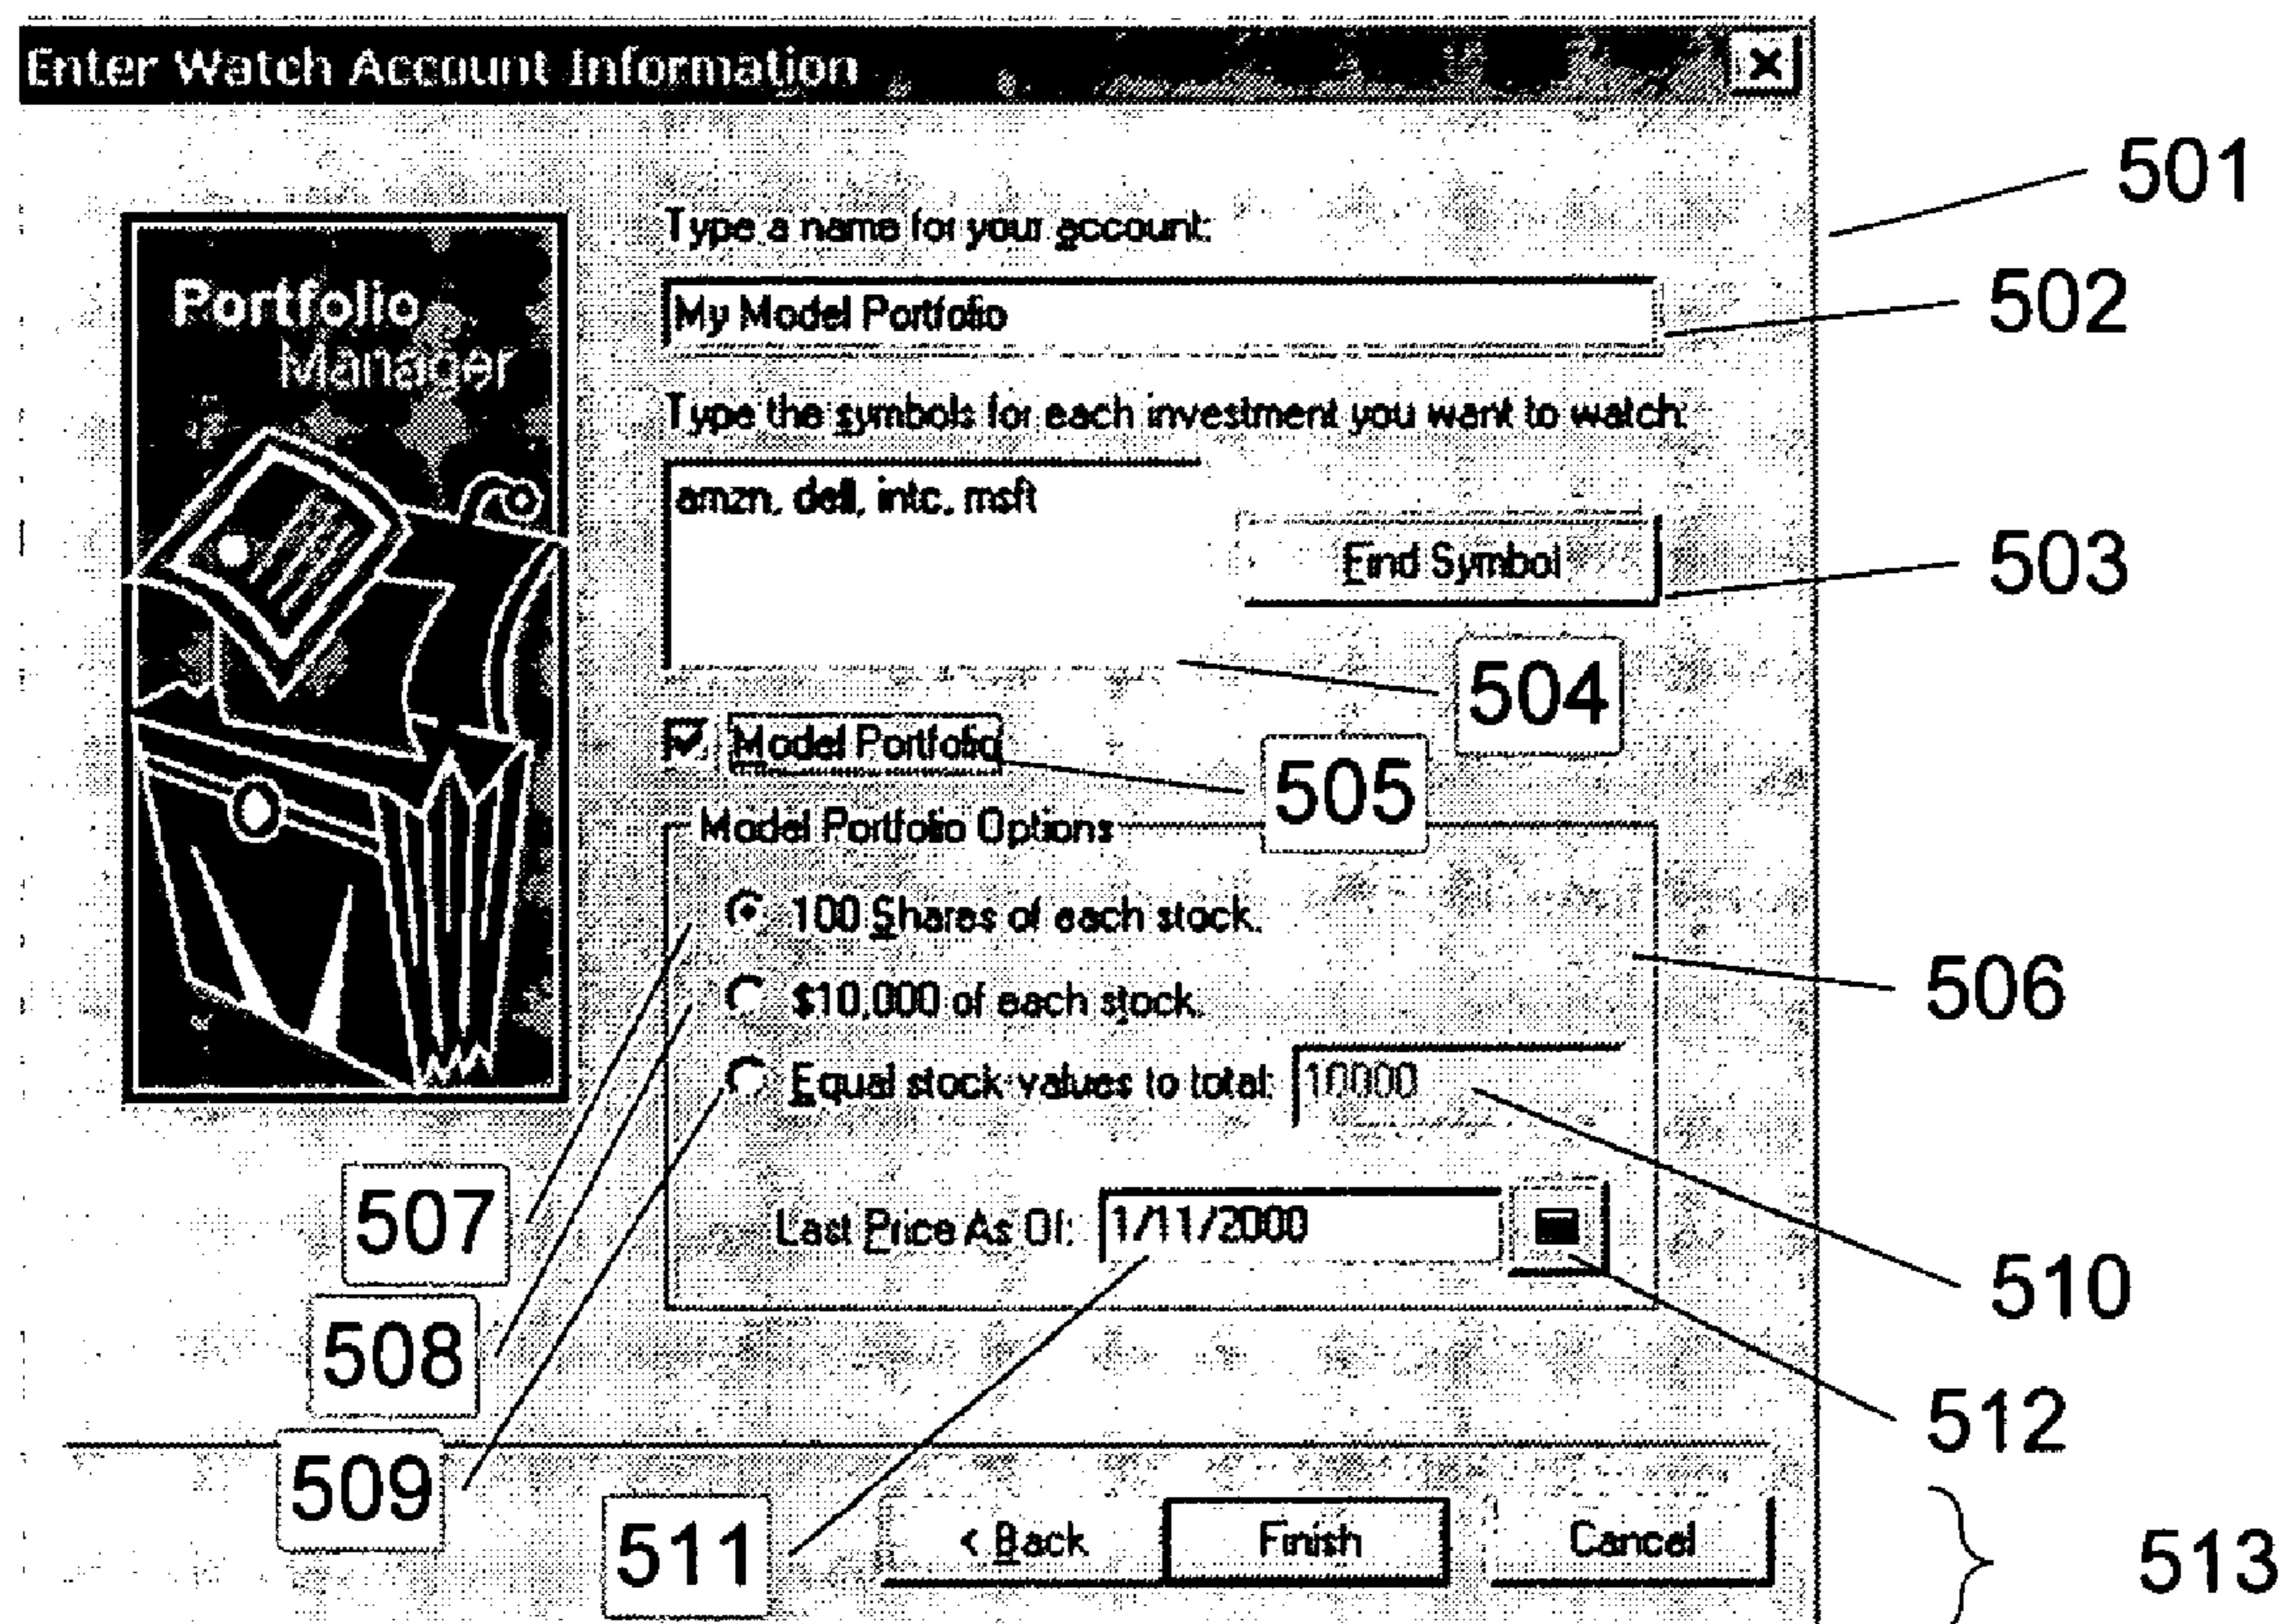 Enter Watch Account Information
501
Portfolio
Manager
Type a name for your account:
My Model Portfolio
502
Type the symbols for each investment you want to watch:
amzn, dell, intc, msft
Find Symbol
503
504
Model Portfolio
505
Model Portfolio Options
100 Shares of each stock.
506
$10,000 of each stock.
Equal stock values to total: 10000
507
Last Price As Of: 1/11/2000
510
508
512
509
511
< Back
Finish
Cancel
513